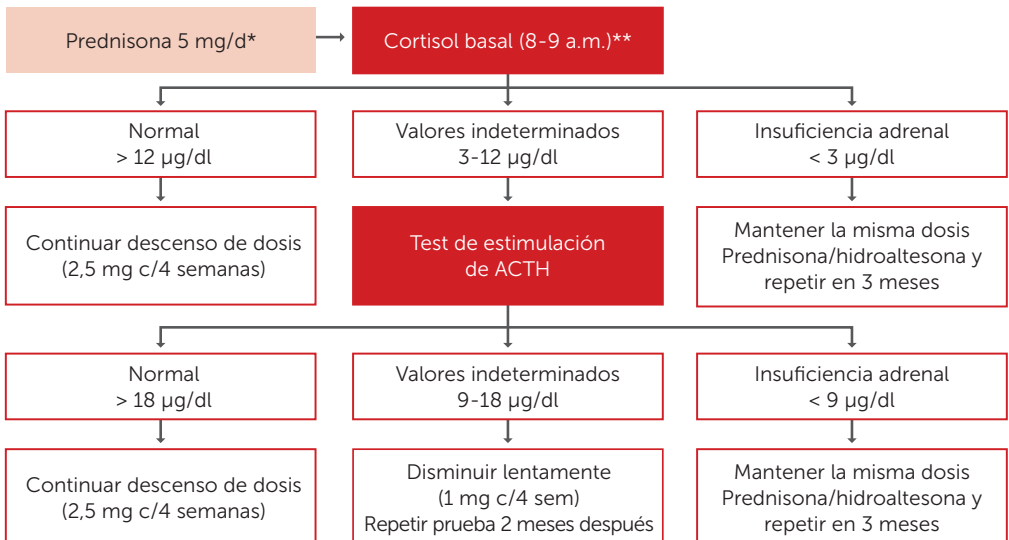 Prednisona 5 mg/d*
Cortisol basal (8-9 a.m.)**
Normal
> 12 µg/dl
Valores indeterminados
3-12 µg/dl
Insuficiencia adrenal
< 3 µg/dl
Continuar descenso de dosis
(2,5 mg c/4 semanas)
Test de estimulación
de ACTH
Mantener la misma dosis
Prednisona/hidroaltesona y
repetir en 3 meses
Normal
> 18 µg/dl
Valores indeterminados
9-18 µg/dl
Insuficiencia adrenal
< 9 µg/dl
Continuar descenso de dosis
(2,5 mg c/4 semanas)
Disminuir lentamente
(1 mg c/4 sem)
Repetir prueba 2 meses después
Mantener la misma dosis
Prednisona/hidroaltesona y
repetir en 3 meses